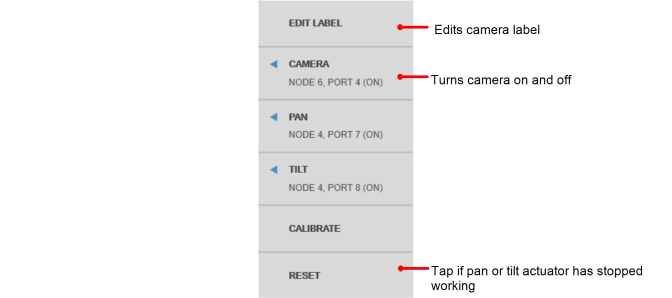 EDIT LABEL
Edits camera label
CAMERA
NODE 6, PORT 4 (ON)
Turns camera on and off
PAN
NODE 4, PORT 7 (ON)
TILT
NODE 4, PORT 8 (ON)
CALIBRATE
RESET
Tap if pan or tilt actuator has stopped
working